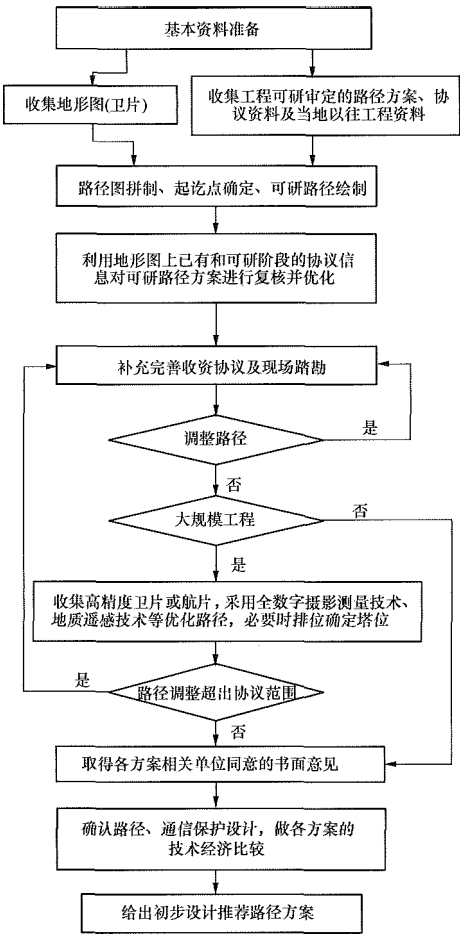 基本资料准备
收集地形图(卫片)
收集工程可研审定的路径方案、协
议资料及当地以往工程资料
路径图拼制、起讫点确定、可研路径绘制
利用地形图上已有和可研阶段的协议信
息对可研路径方案进行复核并优化
补充完善收资协议及现场踏勘
调整路径
是
否
大规模工程
否
是
收集高精度卫片或航片，采用全数字摄影测量技术、
地质遥感技术等优化路径，必要时排位确定塔位
是
路径调整超出协议范围
否
取得各方案相关单位同意的书面意见
确认路径、通信保护设计，做各方案的
技术经济比较
给出初步设计推荐路径方案